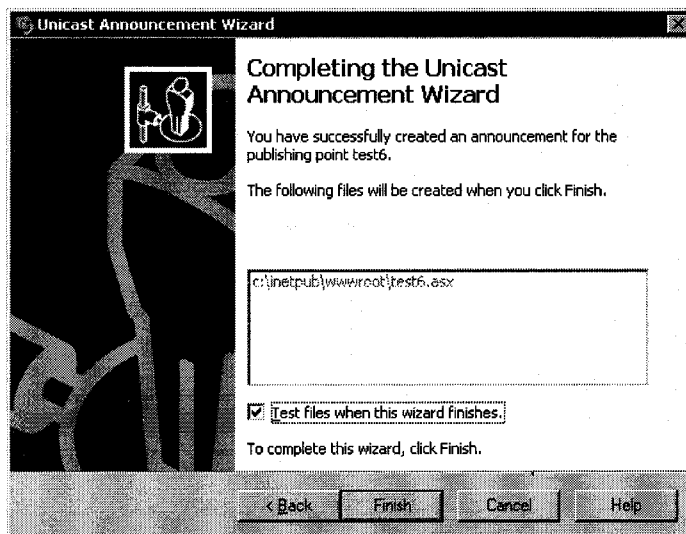 Unicast Announcement Wizard
Completing the Unicast
Announcement Wizard
You have successfully created an announcement for the
publishing point test6.
The following files will be created when you click Finish.
c:\inetpub\wwwroot\test6.asx
Test files when this wizard finishes.
To complete this wizard, click Finish.
< Back
Finish
Cancel
Help